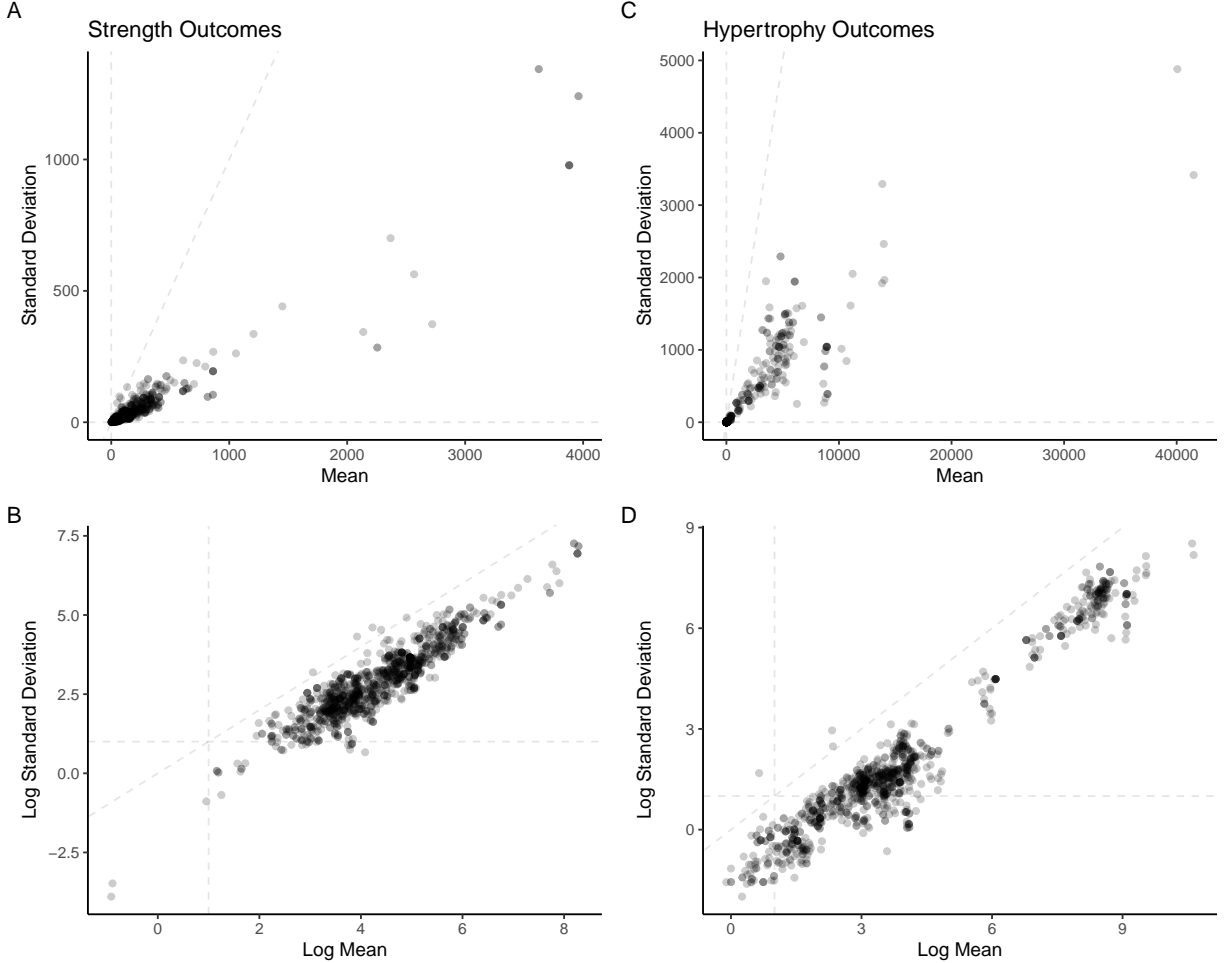 A
Strength Outcomes
1000
500
0
Standard Deviation
0
1000
2000
3000
4000
Mean
C
Hypertrophy Outcomes
5000
4000
3000
2000
1000
0
Standard Deviation
0
10000
20000
30000
40000
Mean
B
7.5
5.0
2.5
0.0
−2.5
Log Standard Deviation
0
2
4
6
8
Log Mean
D
9
6
3
0
Log Standard Deviation
0
3
6
9
Log Mean